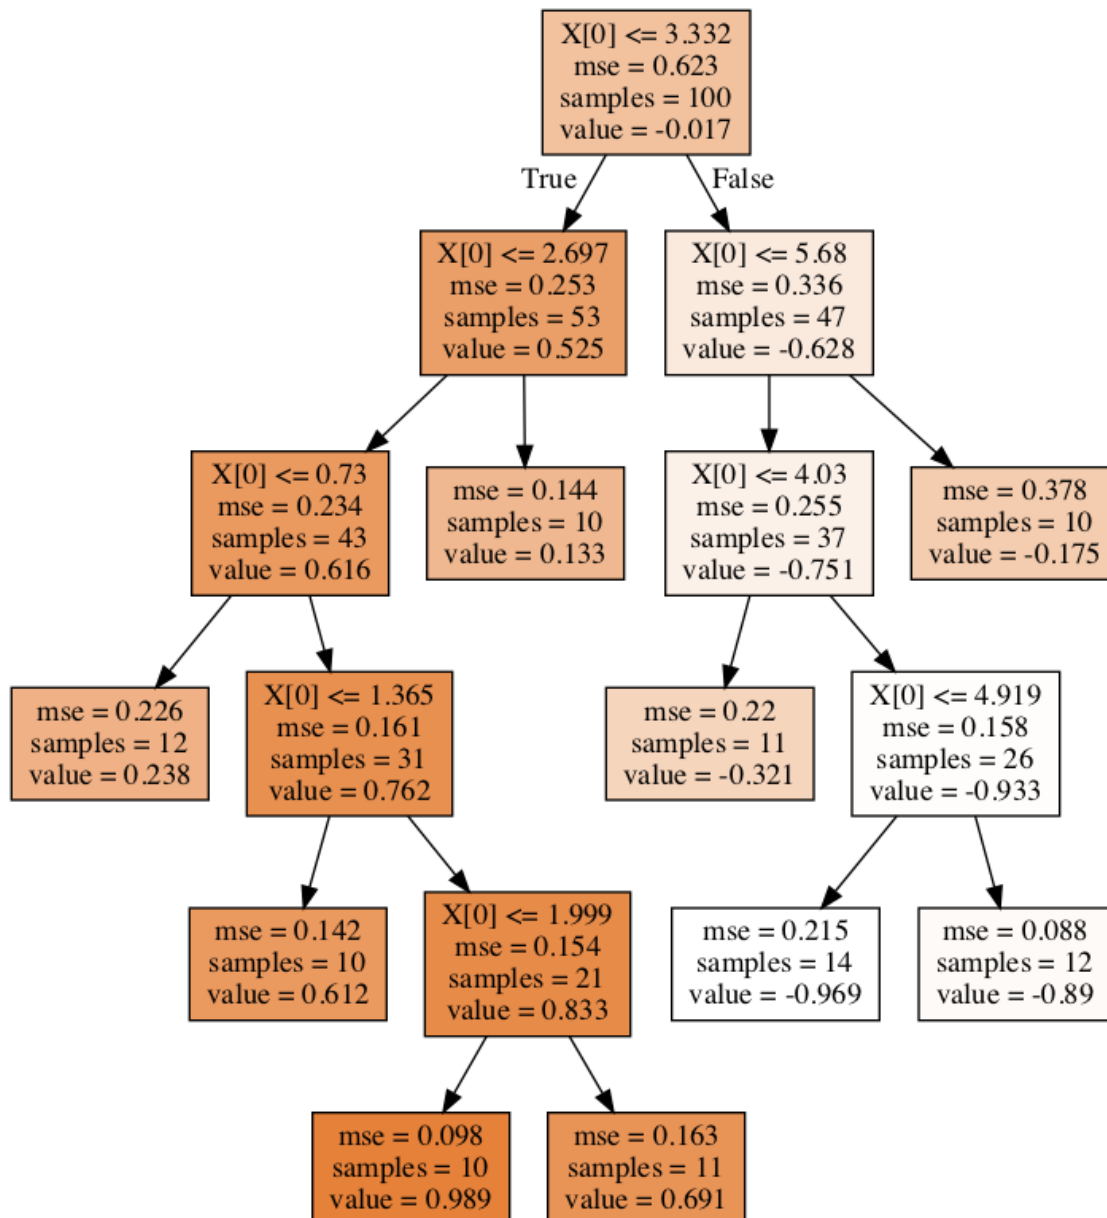 X[0] <= 3.332
mse = 0.623
samples = 100
value = -0.017
True
False
X[0] <= 2.697
mse = 0.253
samples = 53
value = 0.525
X[0] <= 5.68
mse = 0.336
samples = 47
value = -0.628
X[0] <= 0.73
mse = 0.234
samples = 43
value = 0.616
mse = 0.144
samples = 10
value = 0.133
X[0] <= 4.03
mse = 0.255
samples = 37
value = -0.751
mse = 0.378
samples = 10
value = -0.175
mse = 0.226
samples = 12
value = 0.238
X[0] <= 1.365
mse = 0.161
samples = 31
value = 0.762
mse = 0.22
samples = 11
value = -0.321
X[0] <= 4.919
mse = 0.158
samples = 26
value = -0.933
mse = 0.142
samples = 10
value = 0.612
X[0] <= 1.999
mse = 0.154
samples = 21
value = 0.833
mse = 0.215
samples = 14
value = -0.969
mse = 0.088
samples = 12
value = -0.89
mse = 0.098
samples = 10
value = 0.989
mse = 0.163
samples = 11
value = 0.691